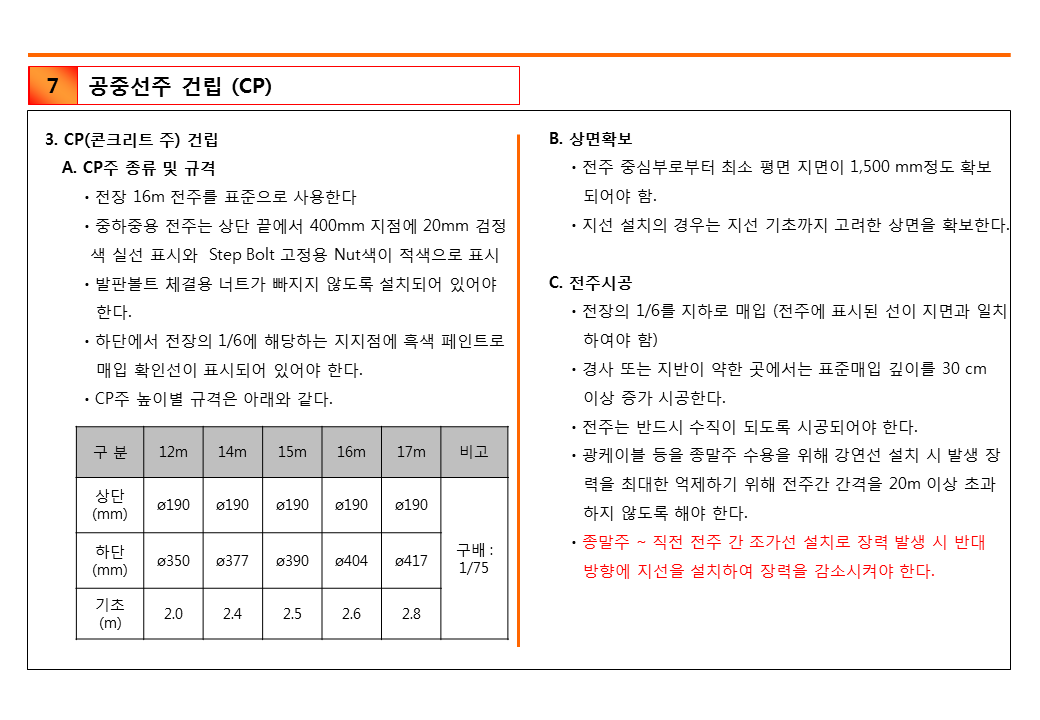 7 공중선주 건립 (CP)
3. CP(콘크리트 주) 건립
A. CP주 종류 및 규격
・전장 16m 전주를 표준으로 사용한다
・중하중용 전주는 상단 끝에서 400mm 지점에 20mm 검정
색 실선 표시와 Step Bolt 고정용 Nut색이 적색으로 표시
・발판볼트 체결용 너트가 빠지지 않도록 설치되어 있어야
한다.
・하단에서 전장의 1/6에 해당하는 지지점에 흑색 페인트로
매입 확인선이 표시되어 있어야 한다.
・CP주 높이별 규격은 아래와 같다.
구 분 12m 14m 15m 16m 17m 비고
상단
(mm) ø190 ø190 ø190 ø190 ø190
하단
(mm) ø350 ø377 ø390 ø404 ø417
구배 :
1/75
기초
(m) 2.0 2.4 2.5 2.6 2.8
B. 상면확보
・전주 중심부로부터 최소 평면 지면이 1,500 mm정도 확보
되어야 함.
・지선 설치의 경우는 지선 기초까지 고려한 상면을 확보한다.
C. 전주시공
・전장의 1/6를 지하로 매입 (전주에 표시된 선이 지면과 일치
하여야 함)
・경사 또는 지반이 약한 곳에서는 표준매입 깊이를 30 cm
이상 증가 시공한다.
・전주는 반드시 수직이 되도록 시공되어야 한다.
・광케이블 등을 종말주 수용을 위해 강연선 설치 시 발생 장
력을 최대한 억제하기 위해 전주간 간격을 20m 이상 초과
하지 않도록 해야 한다.
・종말주 ~ 직전 전주 간 조가선 설치로 장력 발생 시 반대
방향에 지선을 설치하여 장력을 감소시켜야 한다.